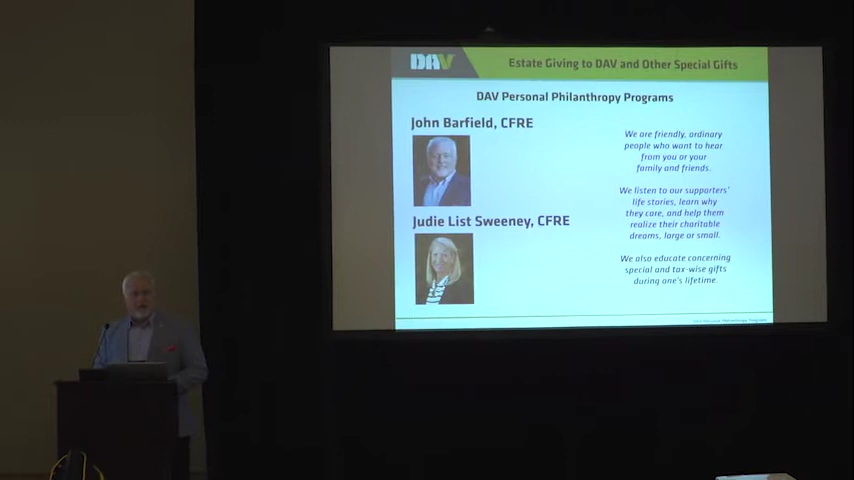 DAV
Estate Giving to DAV and Other Special Gifts
DAV Personal Philanthropy Programs
John Barfield, CFRE
Judie List Sweeney, CFRE
We are friendly, ordinary
people who want to hear
from you or your
family and friends.
We listen to our supporters'
life stories, learn why
they care, and help them
realize their charitable
dreams, large or small.
We also educate concerning
special and tax-wise gifts
during one's lifetime.
Philanthropy Programs